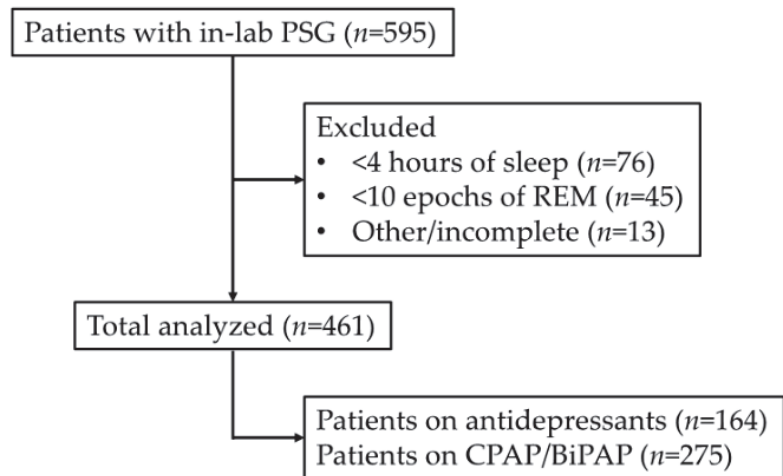 Patients with in-lab PSG (n=595)
Excluded
• <4 hours of sleep (n=76)
• <10 epochs of REM (n=45)
• Other/incomplete (n=13)
Total analyzed (n=461)
Patients on antidepressants (n=164)
Patients on CPAP/BiPAP (n=275)